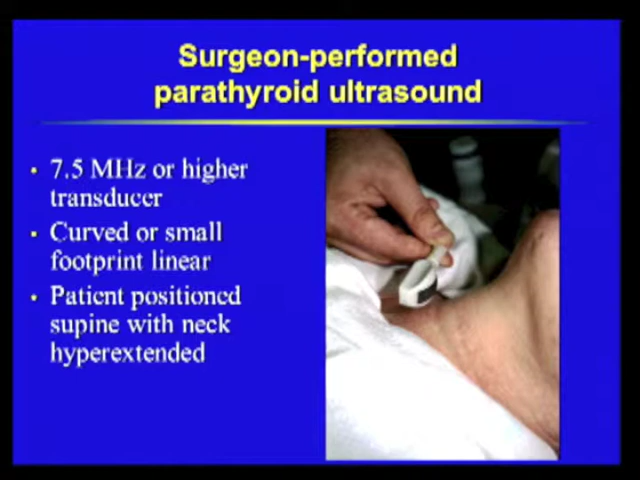 Surgeon-performed
parathyroid ultrasound
• 7.5 MHz or higher
transducer
• Curved or small
footprint linear
• Patient positioned
supine with neck
hyperextended